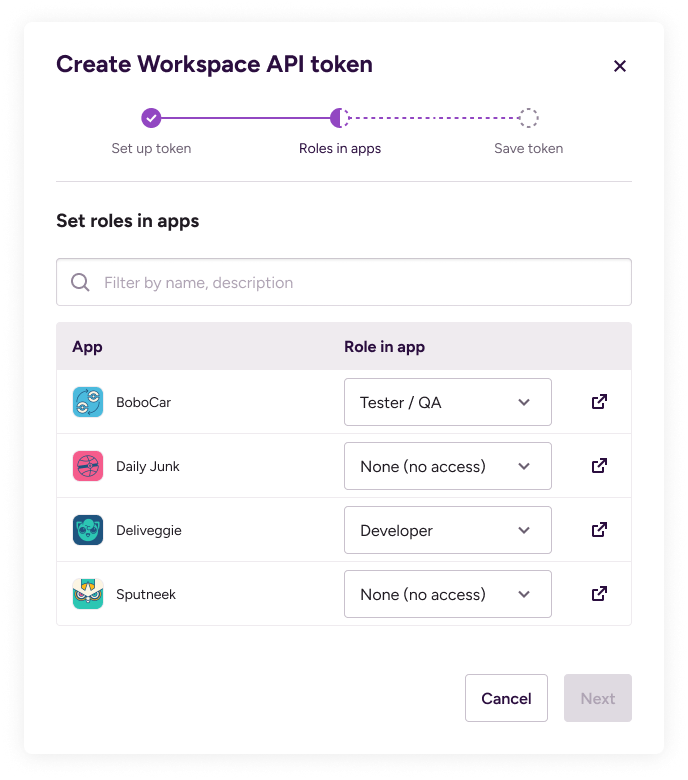 Create Workspace API token
Set up token
Roles in apps
Save token
Set roles in apps
Filter by name, description
App Role in app
BoboCar Tester / QA
Daily Junk None (no access)
Deliveggie Developer
Sputneek None (no access)
Cancel Next